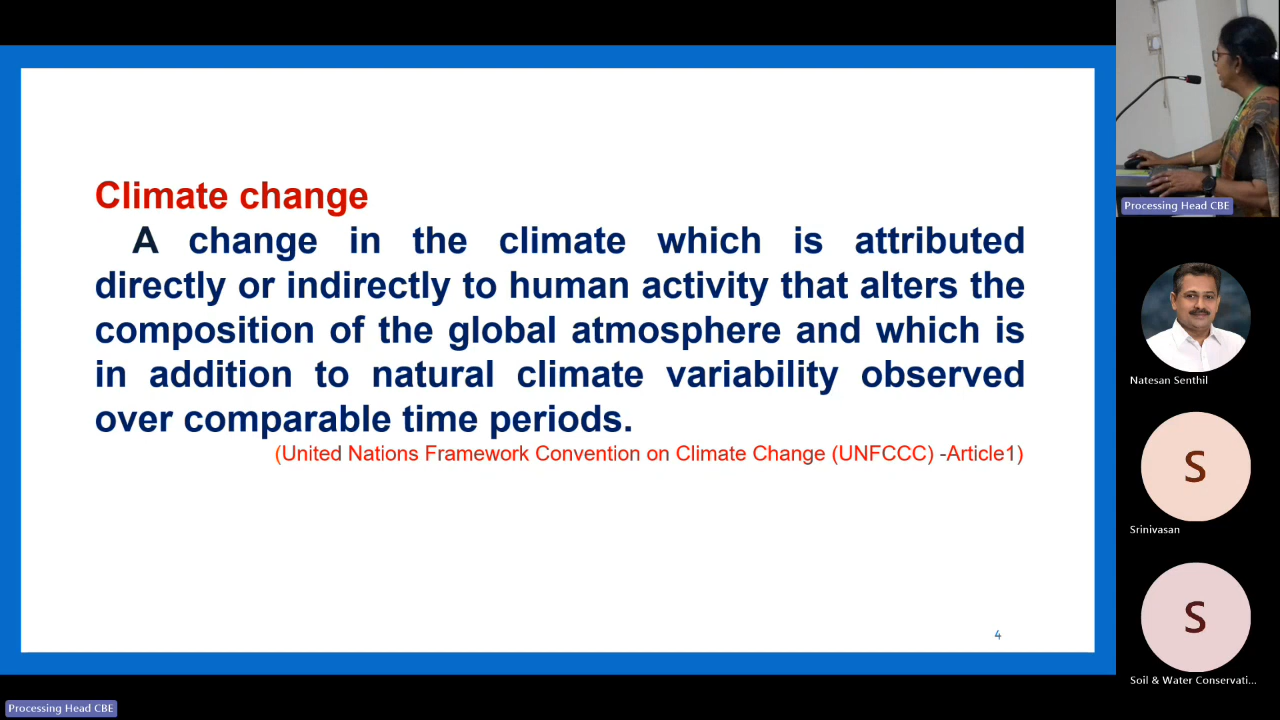 Climate change
A change in the climate which is attributed
directly or indirectly to human activity that alters the
composition of the global atmosphere and which is
in addition to natural climate variability observed
over comparable time periods.
(United Nations Framework Convention on Climate Change (UNFCCC) -Article1)
4
Processing Head CBE
Natesan Senthil
S
Srinivasan
S
Soil & Water Conservati...
Processing Head CBE